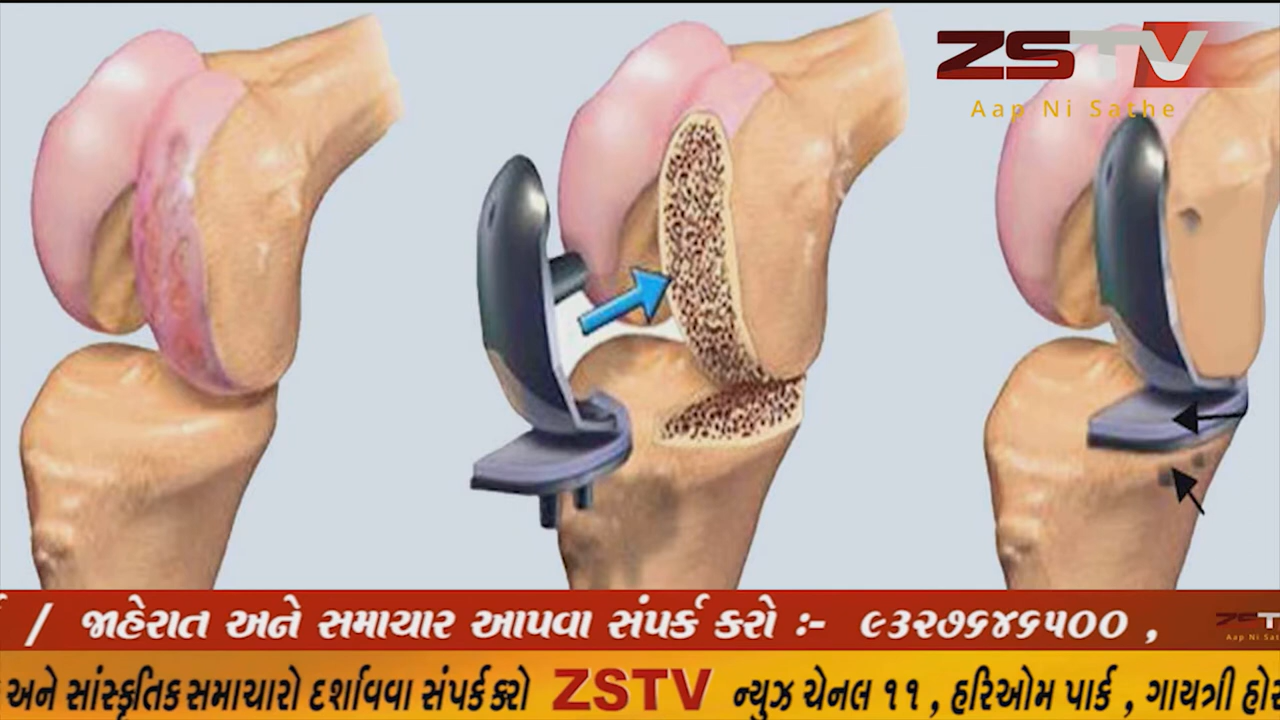 ZSTV
Aap Ni Sathe
/ જાહેરાત અને સમાચાર આપવા સંપર્ક કરો :- ૯૩૨૭૬૪૬૫૦૦ ,
અને સાંસ્કૃતિક સમાચારો દર્શાવવા સંપર્ક કરો ZSTV ન્યુઝ ચેનલ ૧૧ , હરિઓમ પાર્ક , ગાયત્રી